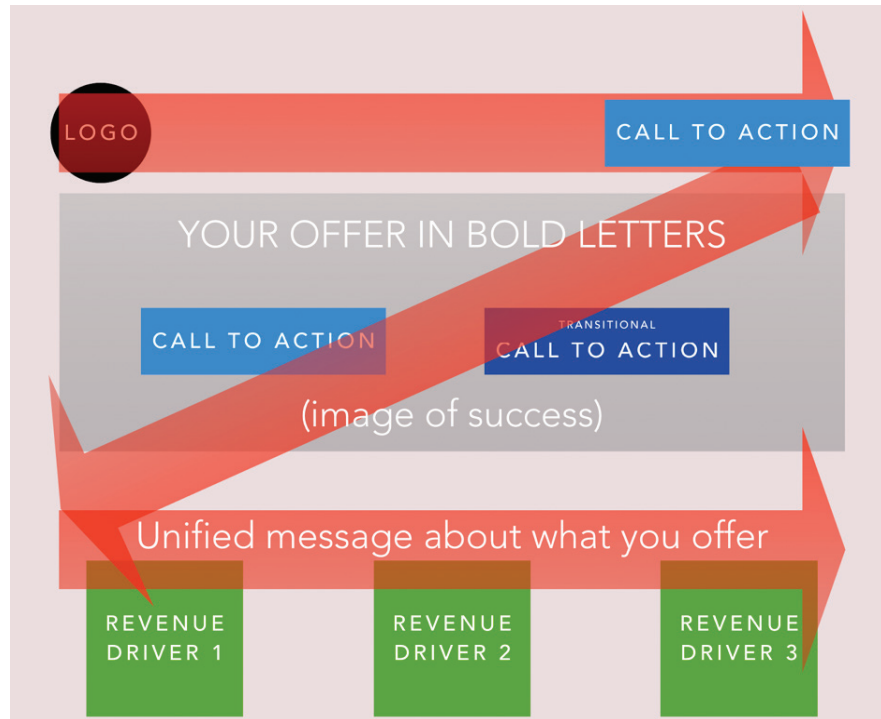 LOGO
CALL TO ACTION
YOUR OFFER IN BOLD LETTERS
CALL TO ACTION
TRANSITIONAL
CALL TO ACTION
(image of success)
Unified message about what you offer
REVENUE
DRIVER 1
REVENUE
DRIVER 2
REVENUE
DRIVER 3